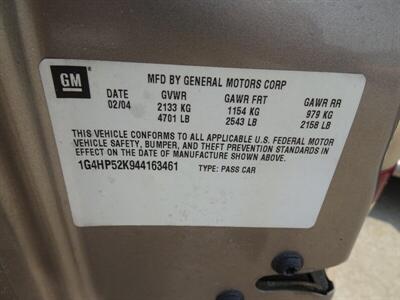 GM
MFD BY GENERAL MOTORS CORP
DATE GVWR GAWR FRT GAWR RR
02/04 2133 KG 1154 KG 979 KG
4701 LB 2543 LB 2158 LB
THIS VEHICLE CONFORMS TO ALL APPLICABLE U.S. FEDERAL MOTOR
VEHICLE SAFETY, BUMPER, AND THEFT PREVENTION STANDARDS IN
EFFECT ON THE DATE OF MANUFACTURE SHOWN ABOVE.
1G4HP52K944163461 TYPE: PASS CAR